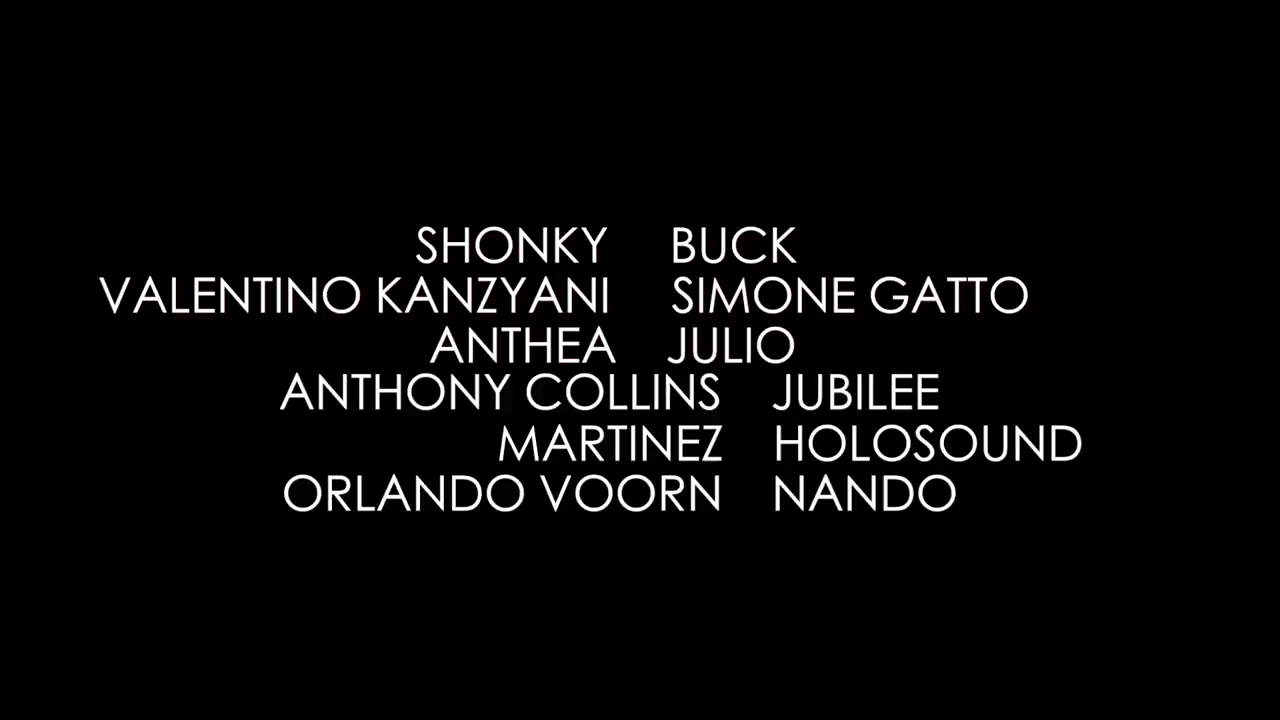 SHONKY BUCK
VALENTINO KANZYANI SIMONE GATTO
ANTHEA JULIO
ANTHONY COLLINS JUBILEE
MARTINEZ HOLOSOUND
ORLANDO VOORN NANDO